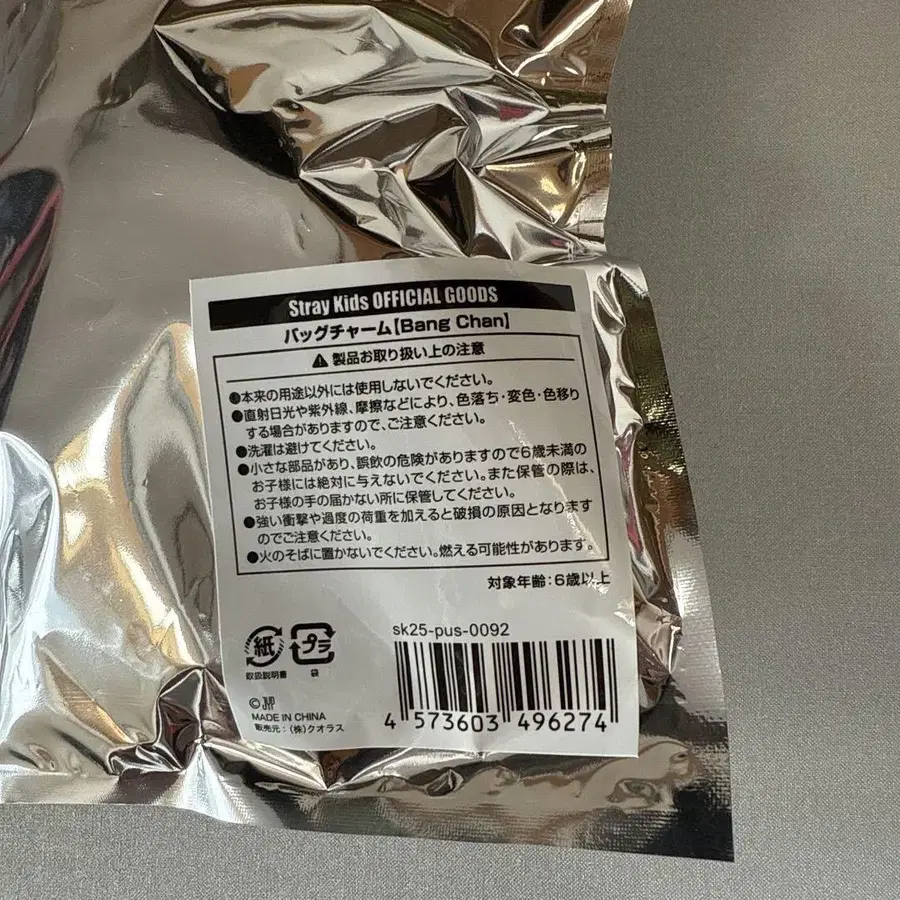 Stray Kids OFFICIAL GOODS
バッグチャーム【Bang Chan】
⚠ 製品お取り扱い上の注意
●本来の用途以外には使用しないでください。
●直射日光や紫外線、摩擦などにより、色落ち・変色・色移り
する場合がありますので、ご注意ください。
●洗濯は避けてください。
●小さな部品があり、誤飲の危険がありますので6歳未満の
お子様には絶対に与えないでください。また保管の際は、
お子様の手の届かない所に保管してください。
●強い衝撃や過度の荷重を加えると破損の原因となります
のでご注意ください。
●火のそばに置かないでください。燃える可能性があります。
対象年齢：6歳以上
sk25-pus-0092
紙 プラ
取扱説明書 袋
©JYP
MADE IN CHINA
販売元：(株)クオラス
4 573603 496274